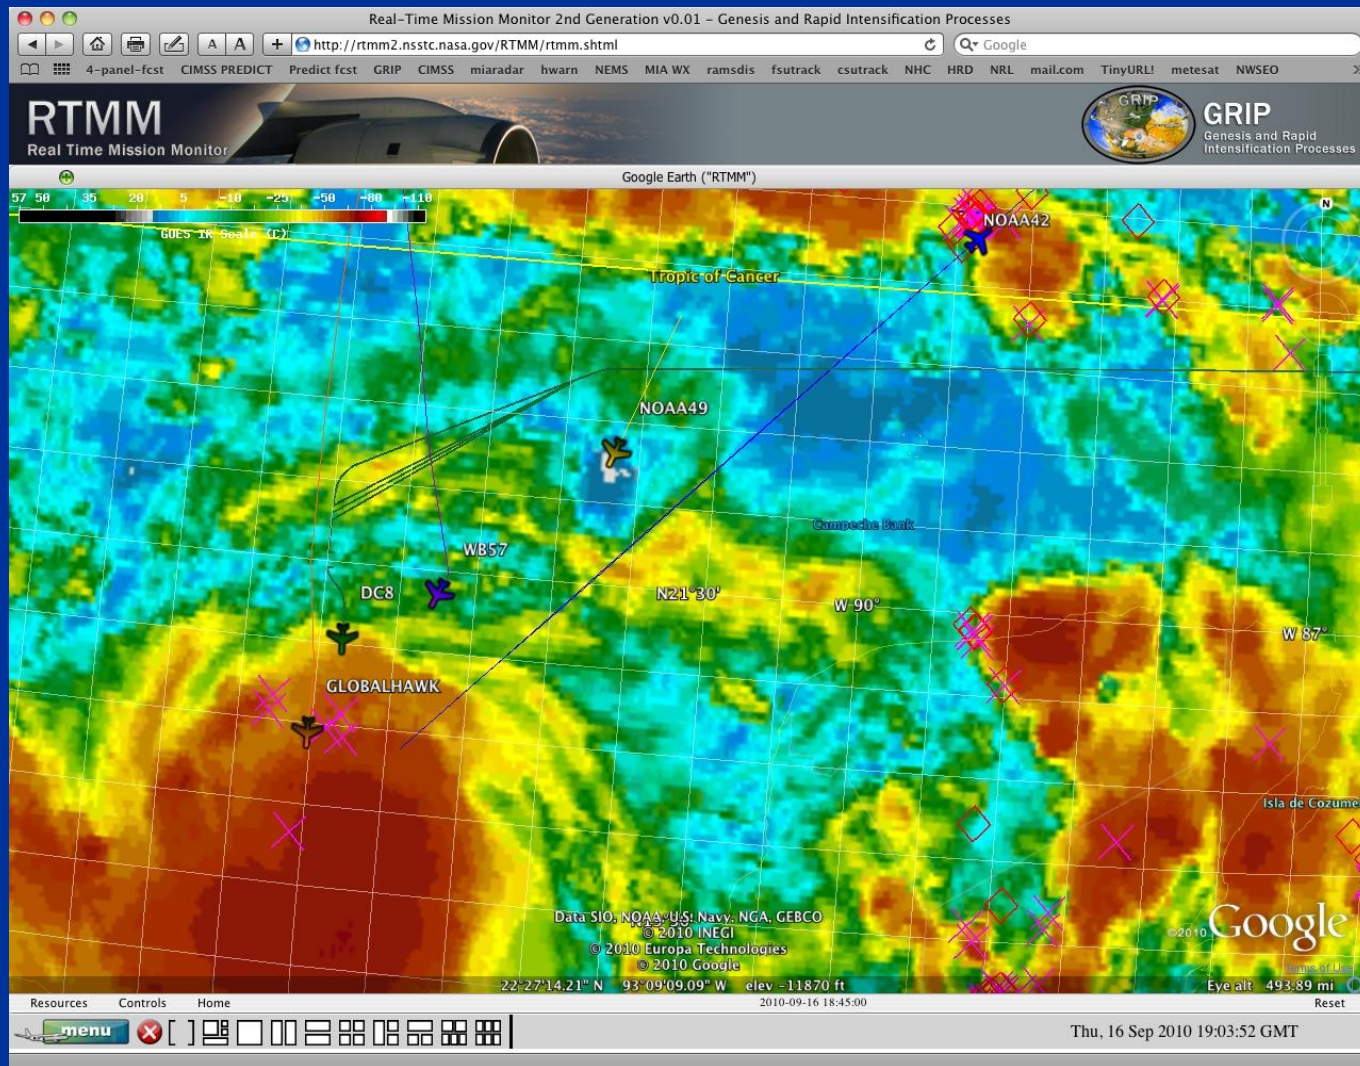 Real-Time Mission Monitor 2nd Generation v0.01 – Genesis and Rapid Intensification Processes
A A + http://rtmm2.nsstc.nasa.gov/RTMM/rtmm.shtml Google
4-panel-fcst CIMSS PREDICT Predict fcst GRIP CIMSS miaradar hwarn NEMS MIA WX ramsdis fsutrack csutrack NHC HRD NRL mail.com TinyURL! metesat NWSEO »
RTMM
Real Time Mission Monitor
GRIP
GRIP
Genesis and Rapid
Intensification Processes
Google Earth ("RTMM")
57 50 35 20 5 -10 -25 -50 -80 -110
GOES IR Scale (C)
N
NOAA42
Tropic of Cancer
NOAA49
Campeche Bank
WB57
DC8
N21°30'
W 90°
W 87°
GLOBALHAWK
Isla de Cozume
Data SIO, NOAA, U.S. Navy, NGA, GEBCO
© 2010 INEGI
© 2010 Europa Technologies
© 2010 Google
©2010 Google
Terms of Use
22°27'14.21" N 93°09'09.09" W elev -11870 ft
Eye alt 493.89 mi
Resources Controls Home 2010-09-16 18:45:00 Reset
menu [ ] Thu, 16 Sep 2010 19:03:52 GMT